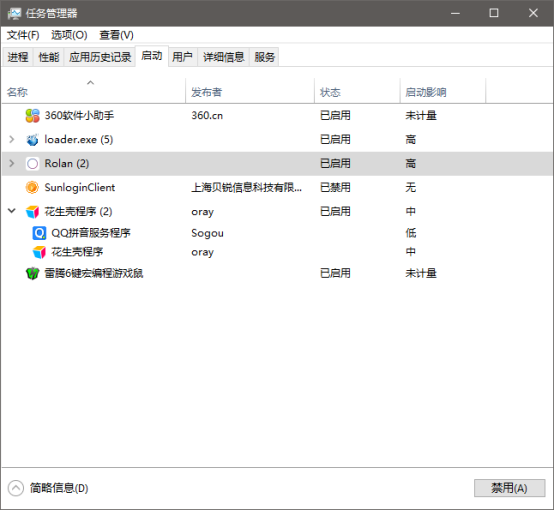 任务管理器
文件(F) 选项(O) 查看(V)
进程 性能 应用历史记录 启动 用户 详细信息 服务
名称 发布者 状态 启动影响
360软件小助手 360.cn 已启用 未计量
loader.exe (5) 已启用 高
Rolan (2) 已启用 高
SunloginClient 上海贝锐信息科技有限... 已禁用 无
花生壳程序 (2) oray 已启用 中
QQ拼音服务程序 Sogou 低
花生壳程序 oray 中
雷腾6键宏编程游戏鼠 已启用 未计量
简略信息(D) 禁用(A)